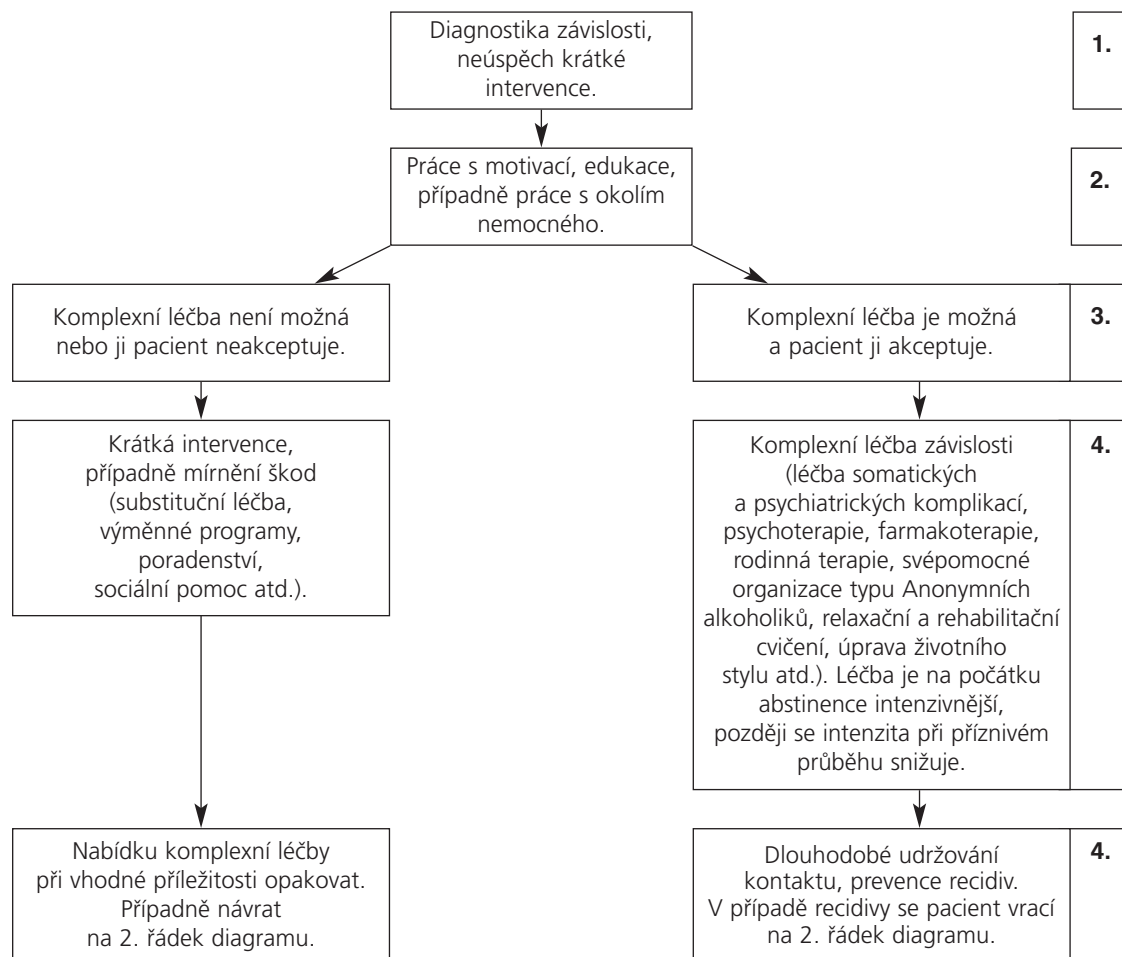 Diagnostika závislosti,
neúspěch krátké
intervence.
1.
Práce s motivací, edukace,
případně práce s okolím
nemocného.
2.
Komplexní léčba není možná
nebo ji pacient neakceptuje.
Komplexní léčba je možná
a pacient ji akceptuje.
3.
Krátká intervence,
případně mírnění škod
(substituční léčba,
výměnné programy,
poradenství,
sociální pomoc atd.).
Komplexní léčba závislosti
(léčba somatických
a psychiatrických komplikací,
psychoterapie, farmakoterapie,
rodinná terapie, svépomocné
organizace typu Anonymních
alkoholiků, relaxační a rehabilitační
cvičení, úprava životního
stylu atd.). Léčba je na počátku
abstinence intenzivnější,
později se intenzita při příznivém
průběhu snižuje.
4.
Nabídku komplexní léčby
při vhodné příležitosti opakovat.
Případně návrat
na 2. řádek diagramu.
Dlouhodobé udržování
kontaktu, prevence recidiv.
V případě recidivy se pacient vrací
na 2. řádek diagramu.
4.